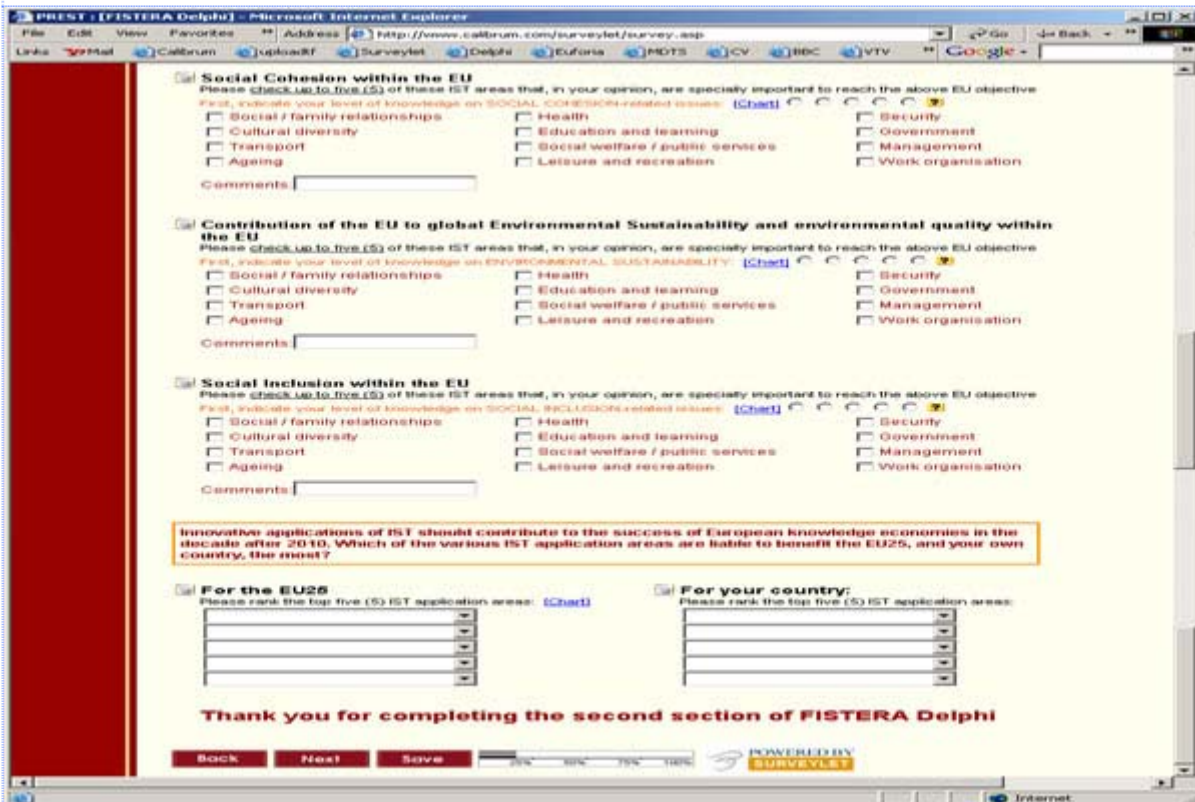 PREST : [FISTERA Delphi] - Microsoft Internet Explorer
File Edit View Favorites » Address http://www.calibrum.com/surveylet/survey.asp Go Back »
Links Mail Calibrum uploadtf Surveylet Delphi Euforia MDTS CV BBC VTV » Google -
Social Cohesion within the EU
Please check up to five (5) of these IST areas that, in your opinion, are specially important to reach the above EU objective
First, indicate your level of knowledge on SOCIAL COHESION-related issues: [Chart] ?
Social / family relationships Health Security
Cultural diversity Education and learning Government
Transport Social welfare / public services Management
Ageing Leisure and recreation Work organisation
Comments:
Contribution of the EU to global Environmental Sustainability and environmental quality within
the EU
Please check up to five (5) of these IST areas that, in your opinion, are specially important to reach the above EU objective
First, indicate your level of knowledge on ENVIRONMENTAL SUSTAINABILITY: [Chart] ?
Social / family relationships Health Security
Cultural diversity Education and learning Government
Transport Social welfare / public services Management
Ageing Leisure and recreation Work organisation
Comments:
Social Inclusion within the EU
Please check up to five (5) of these IST areas that, in your opinion, are specially important to reach the above EU objective
First, indicate your level of knowledge on SOCIAL INCLUSION-related issues: [Chart] ?
Social / family relationships Health Security
Cultural diversity Education and learning Government
Transport Social welfare / public services Management
Ageing Leisure and recreation Work organisation
Comments:
Innovative applications of IST should contribute to the success of European knowledge economies in the
decade after 2010. Which of the various IST application areas are liable to benefit the EU25, and your own
country, the most?
For the EU25 For your country:
Please rank the top five (5) IST application areas: [Chart] Please rank the top five (5) IST application areas:
Thank you for completing the second section of FISTERA Delphi
Back Next Save 25% 50% 75% 100% POWERED BY
SURVEYLET
Internet